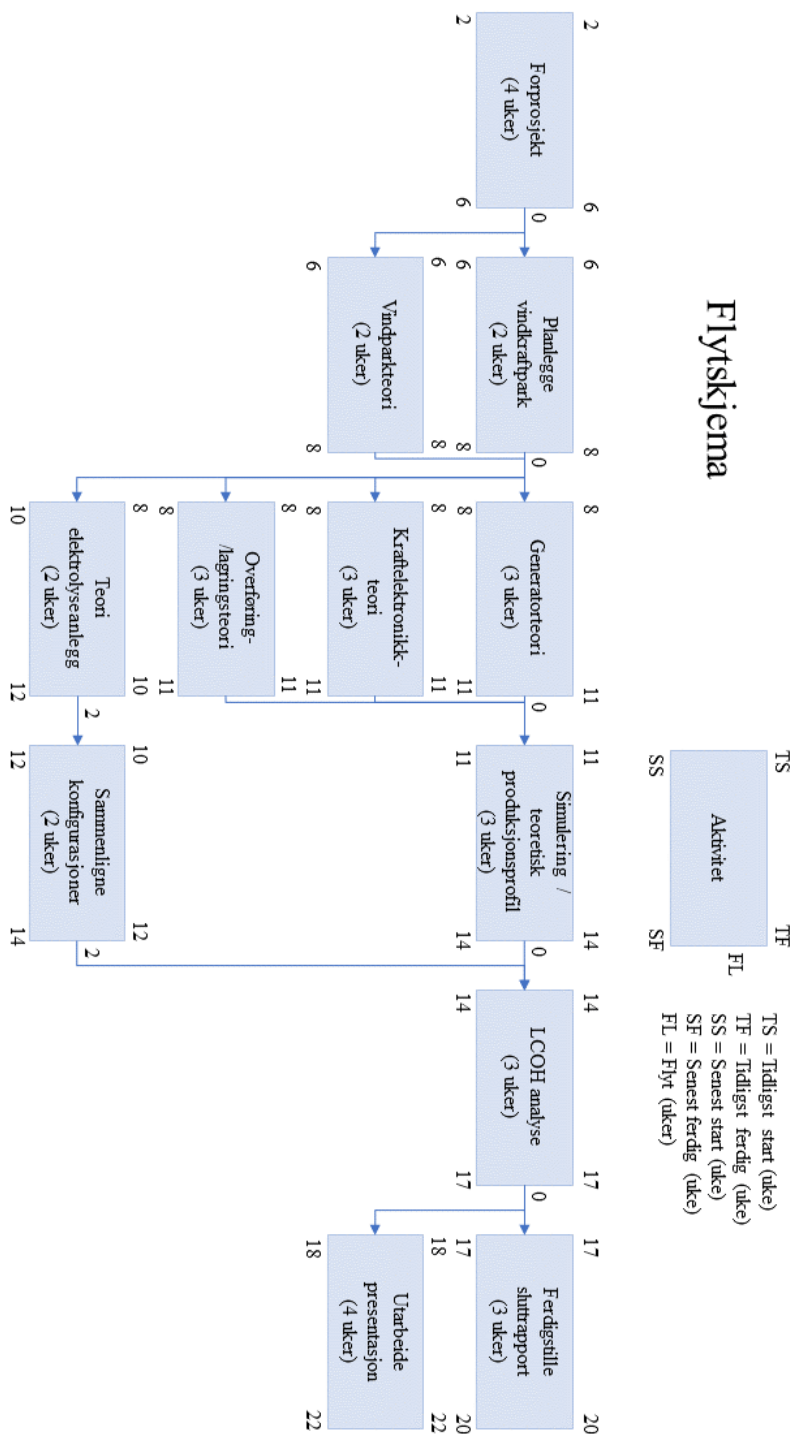 Flytskjema
TS
TF
Aktivitet
FL
SS
SF
TS = Tidligst start (uke)
TF = Tidligst ferdig (uke)
SS = Senest start (uke)
SF = Senest ferdig (uke)
FL = Flyt (uker)
2
6
Forprosjekt
(4 uker)
0
2
6
6
8
Planlegge
vindkraftpark
(2 uker)
0
6
8
6
8
Vindparkteori
(2 uker)
6
8
8
11
Generatorteori
(3 uker)
0
8
11
8
11
Kraftelektronikk-
teori
(3 uker)
8
11
8
11
Overføring-
/lagringsteori
(3 uker)
8
11
8
10
Teori
elektrolyseanlegg
(2 uker)
2
10
12
11
14
Simulering /
teoretisk
produksjonsprofil
(3 uker)
0
11
14
10
12
Sammenligne
konfigurasjoner
(2 uker)
2
12
14
14
17
LCOH analyse
(3 uker)
0
14
17
17
20
Ferdigstille
sluttrapport
(3 uker)
17
20
18
22
Utarbeide
presentasjon
(4 uker)
18
22